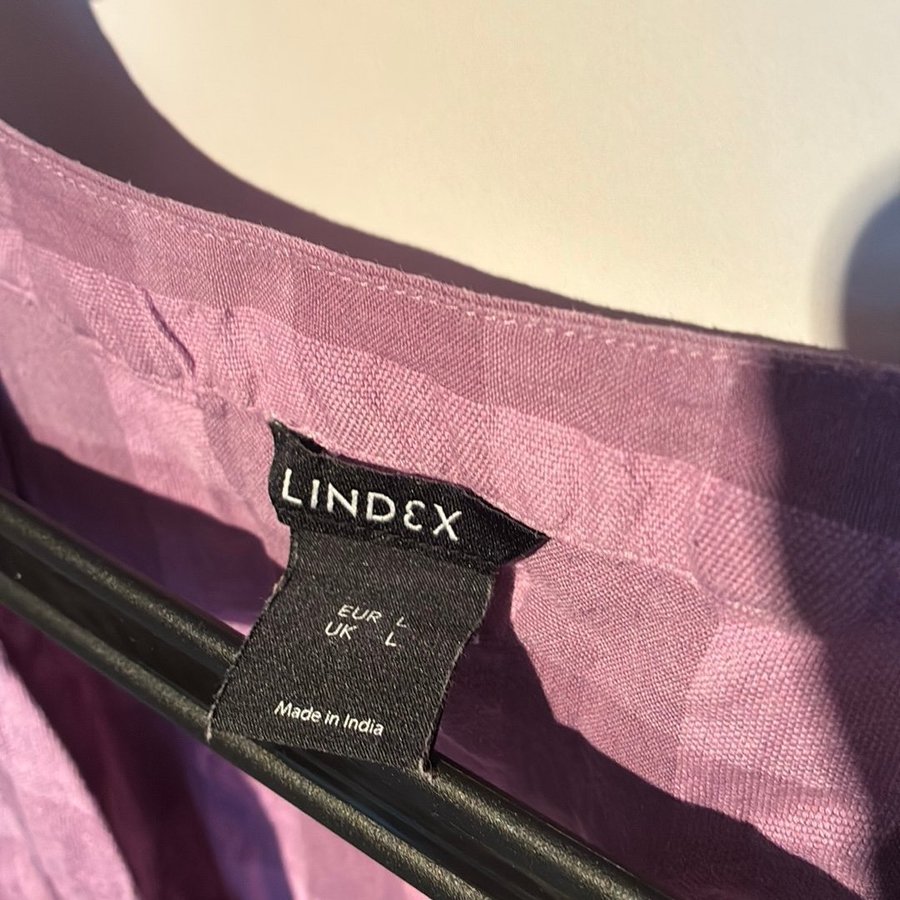 LINDEX
EUR L
UK L
Made in India